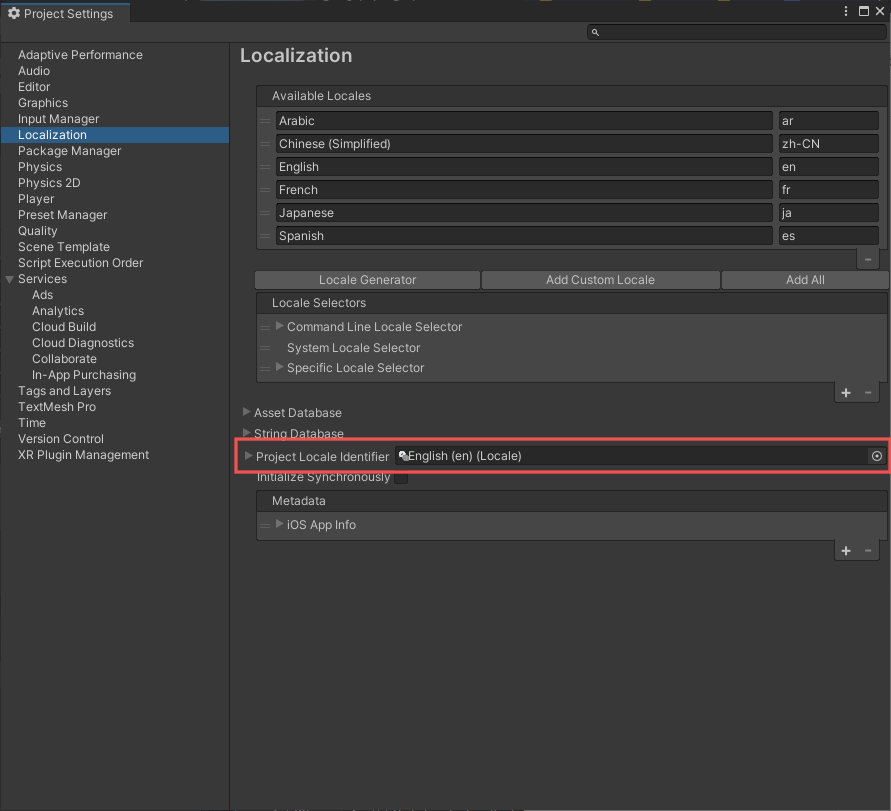 Project Settings
Adaptive Performance
Audio
Editor
Graphics
Input Manager
Localization
Package Manager
Physics
Physics 2D
Player
Preset Manager
Quality
Scene Template
Script Execution Order
Services
Ads
Analytics
Cloud Build
Cloud Diagnostics
Collaborate
In-App Purchasing
Tags and Layers
TextMesh Pro
Time
Version Control
XR Plugin Management
Localization
Available Locales
Arabic ar
Chinese (Simplified) zh-CN
English en
French fr
Japanese ja
Spanish es
Locale Generator Add Custom Locale Add All
Locale Selectors
Command Line Locale Selector
System Locale Selector
Specific Locale Selector
Asset Database
String Database
Project Locale Identifier English (en) (Locale)
Initialize Synchronously
Metadata
iOS App Info